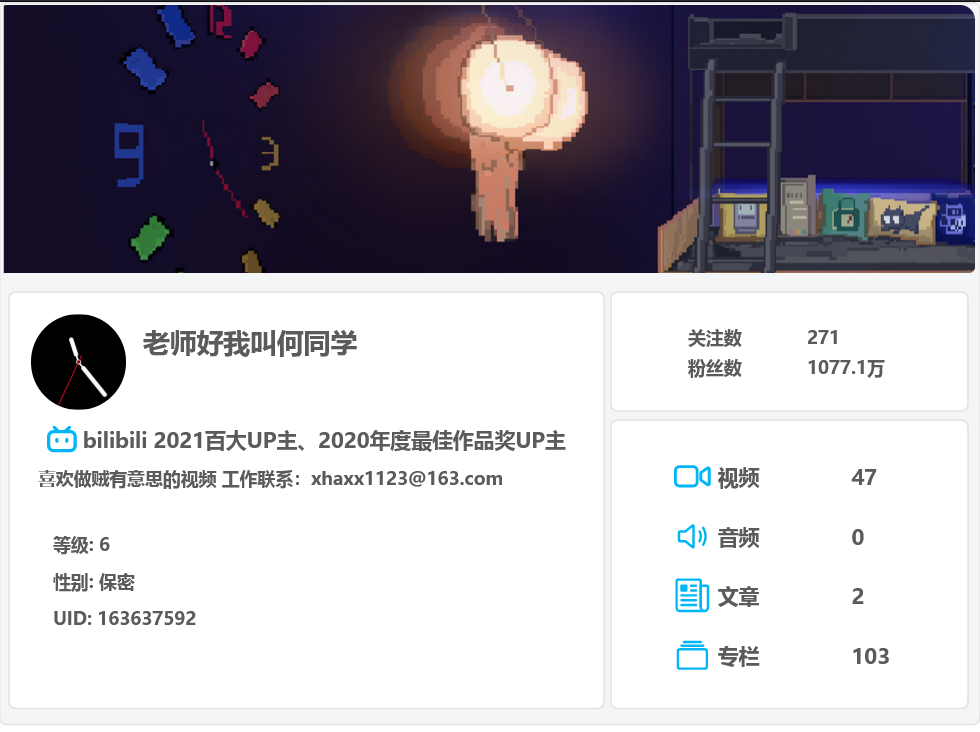 12
9
3
老师好我叫何同学
bilibili 2021百大UP主、2020年度最佳作品奖UP主
喜欢做贼有意思的视频 工作联系：xhaxx1123@163.com
等级: 6
性别: 保密
UID: 163637592
关注数 271
粉丝数 1077.1万
视频 47
音频 0
文章 2
专栏 103